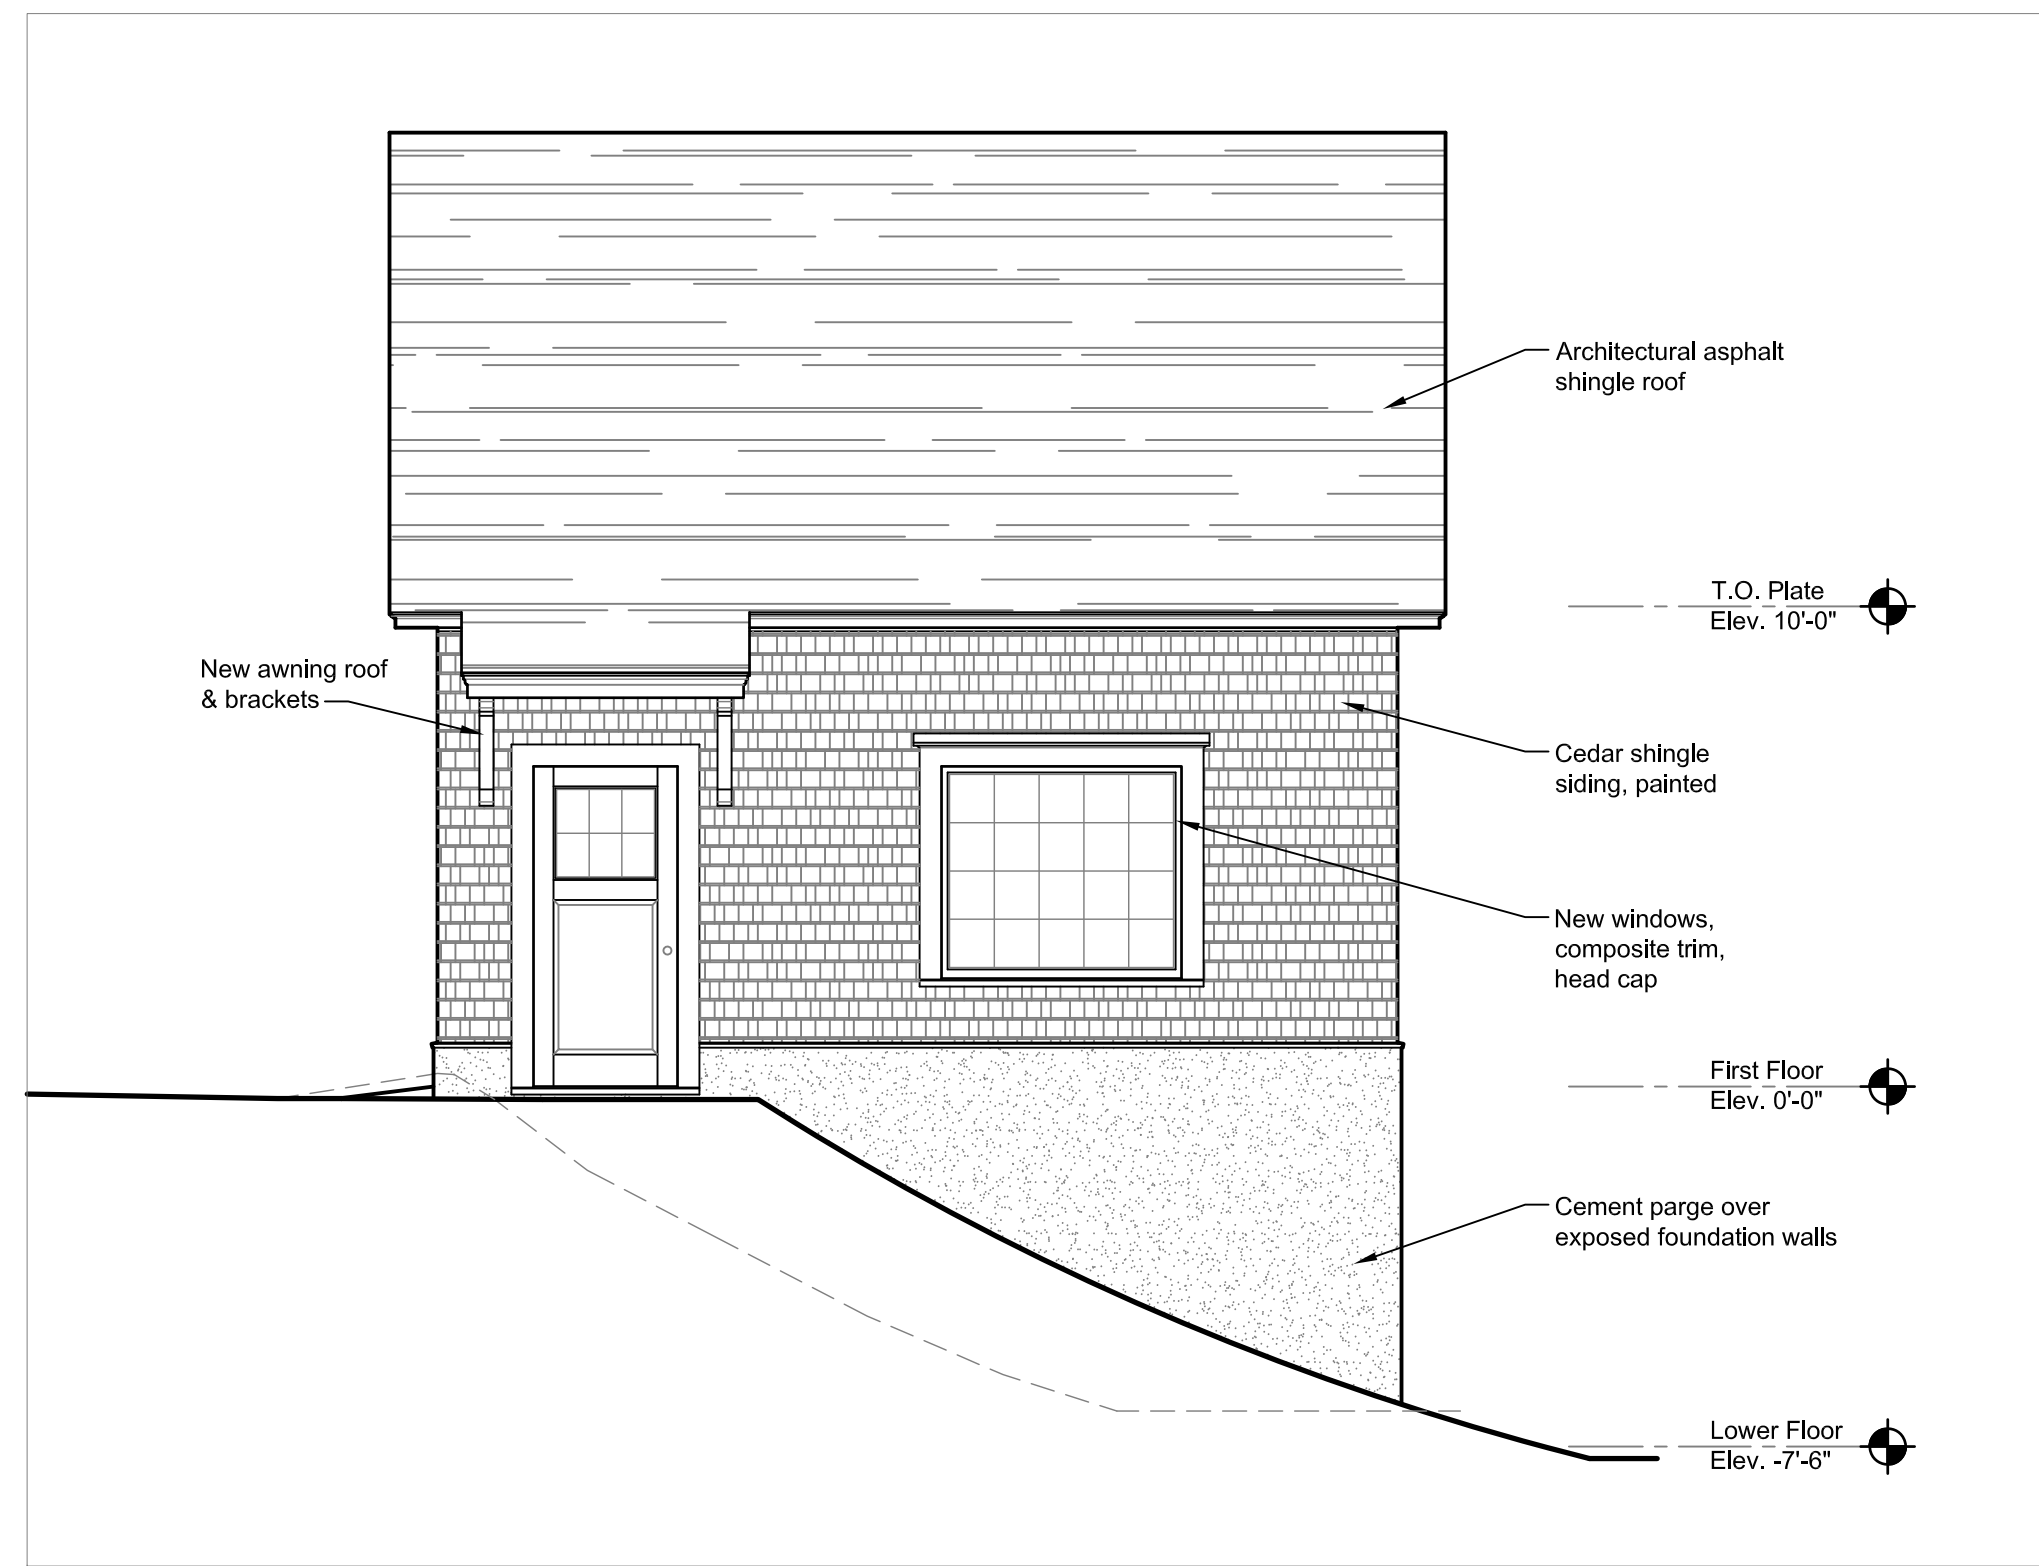 Architectural asphalt
shingle roof
T.O. Plate
Elev. 10'-0"
New awning roof
& brackets
Cedar shingle
siding, painted
New windows,
composite trim,
head cap
First Floor
Elev. 0'-0"
Cement parge over
exposed foundation walls
Lower Floor
Elev. -7'-6"